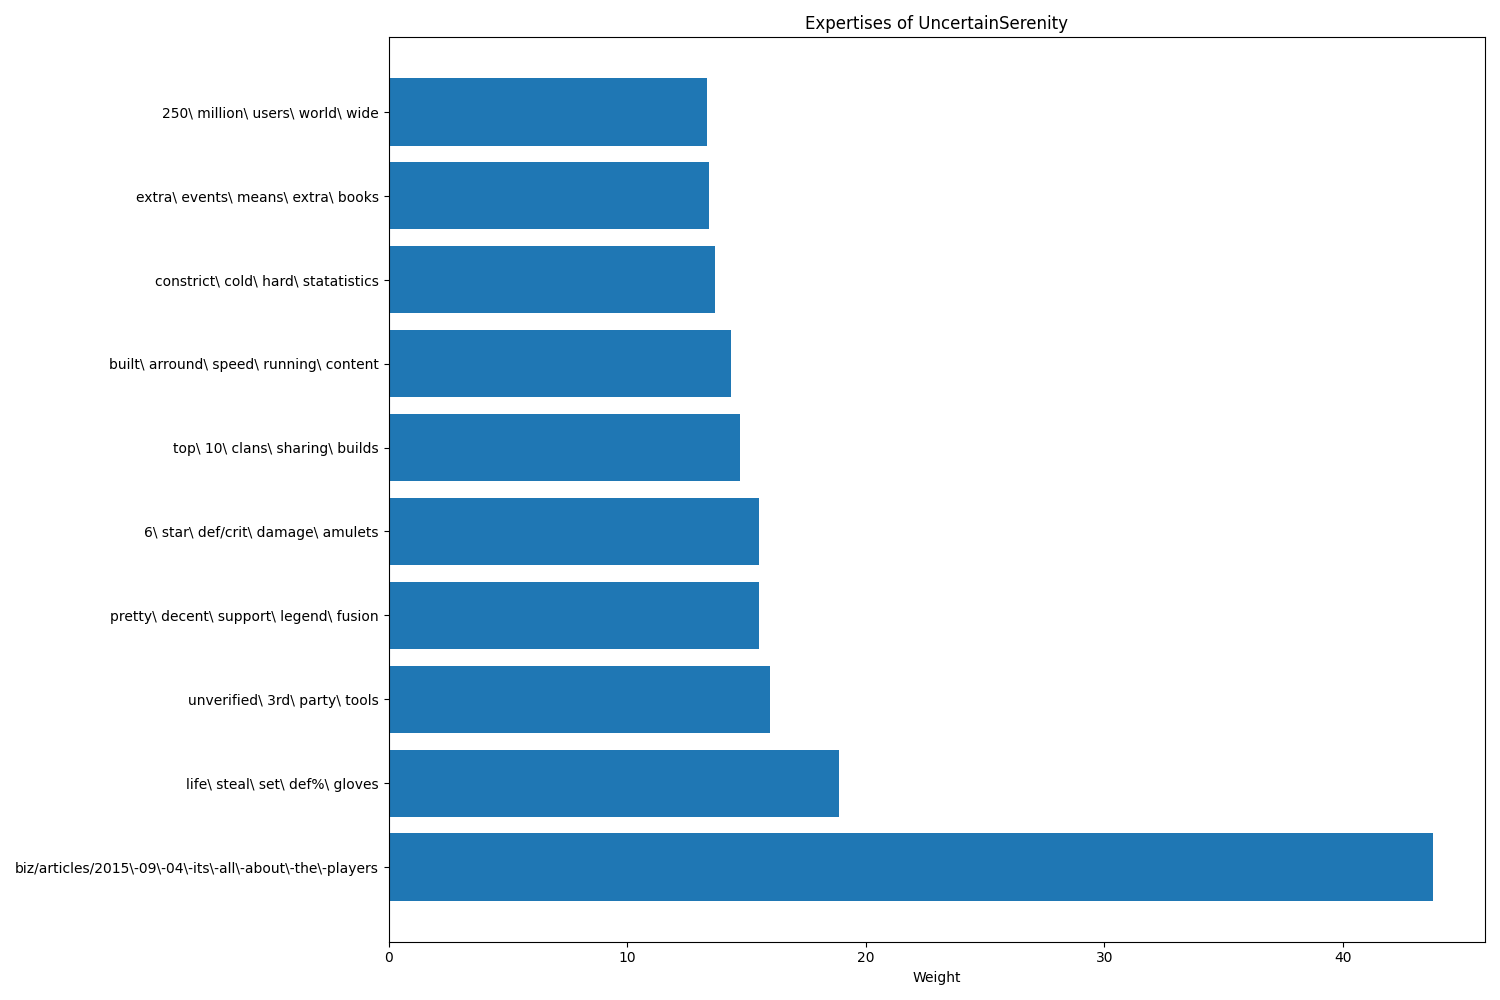 Expertises of UncertainSerenity
250\ million\ users\ world\ wide
extra\ events\ means\ extra\ books
constrict\ cold\ hard\ statatistics
built\ arround\ speed\ running\ content
top\ 10\ clans\ sharing\ builds
6\ star\ def/crit\ damage\ amulets
pretty\ decent\ support\ legend\ fusion
unverified\ 3rd\ party\ tools
life\ steal\ set\ def%\ gloves
biz/articles/2015\-09\-04\-its\-all\-about\-the\-players
0 10 20 30 40
Weight